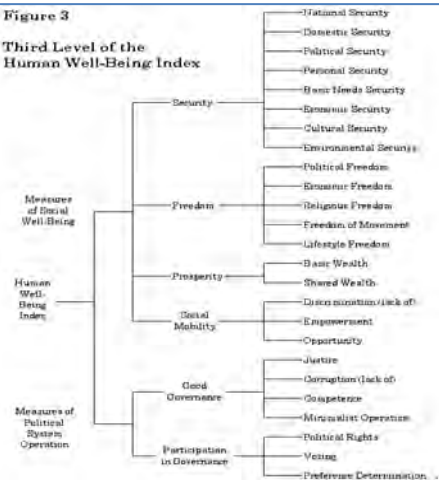 Figure 3
Third Level of the
Human Well-Being Index
National Security
Domestic Security
Political Security
Personal Security
Basic Needs Security
Economic Security
Cultural Security
Environmental Security
Security
Political Freedom
Economic Freedom
Religious Freedom
Freedom of Movement
Lifestyle Freedom
Freedom
Measures
of Social
Well-Being
Basic Wealth
Shared Wealth
Prosperity
Human
Well-
Being
Index
Discrimination (lack of)
Empowerment
Opportunity
Social
Mobility
Justice
Corruption (lack of)
Competence
Minimalist Operation
Good
Governance
Measures of
Political
System
Operation
Political Rights
Voting
Preference Determination
Participation
in Governance